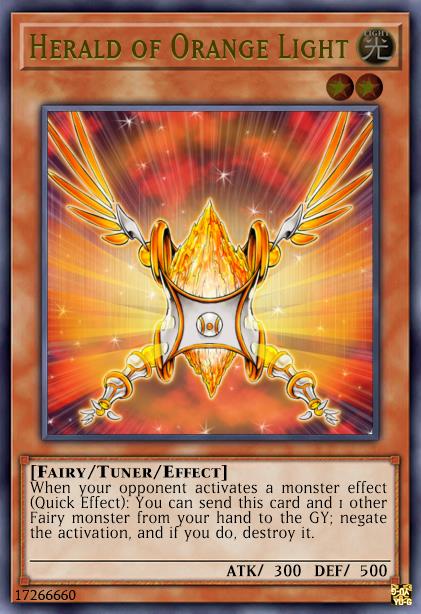 HERALD OF ORANGE LIGHT
LIGHT
光
[FAIRY/TUNER/EFFECT]
When your opponent activates a monster effect
(Quick Effect): You can send this card and 1 other
Fairy monster from your hand to the GY; negate
the activation, and if you do, destroy it.
ATK/ 300 DEF/ 500
17266660